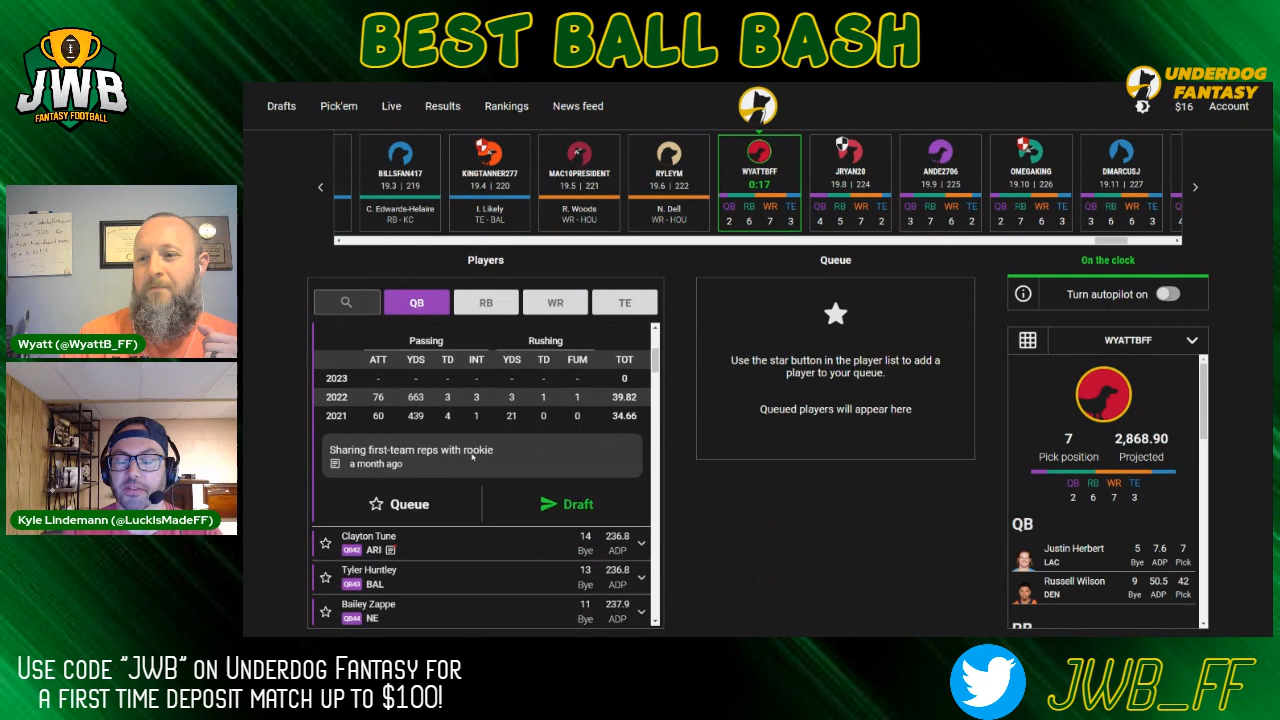 BEST BALL BASH
JWB
FANTASY FOOTBALL
UNDERDOG
FANTASY
Drafts Pick'em Live Results Rankings News feed
$16 Account
BILLSFAN417
19.3 | 219
C. Edwards-Helaire
RB - KC
KINGTANNER277
19.4 | 220
I. Likely
TE - BAL
MAC10PRESIDENT
19.5 | 221
R. Woods
WR - HOU
RYLEYM
19.6 | 222
N. Dell
WR - HOU
WYATTBFF
0:17
QB RB WR TE
2 6 7 3
JRYAN20
19.8 | 224
QB RB WR TE
4 5 7 2
ANDE2706
19.9 | 225
QB RB WR TE
3 7 6 2
OMEGAKING
19.10 | 226
QB RB WR TE
3 7 6 2
DMARCUSJ
19.11 | 227
QB RB WR TE
3 6 6 3
Players
QB RB WR TE
Passing Rushing
ATT YDS TD INT YDS TD FUM TOT
2023 - - - - - - - 0
2022 76 663 3 3 3 1 1 39.82
2021 60 439 4 1 21 0 0 34.66
Sharing first-team reps with rookie
a month ago
Queue Draft
Clayton Tune 14 236.8
QB42 ARI Bye ADP
Tyler Huntley 13 236.8
QB43 BAL Bye ADP
Bailey Zappe 11 237.9
QB44 NE Bye ADP
Queue
Use the star button in the player list to add a
player to your queue.
Queued players will appear here
On the clock
Turn autopilot on
WYATTBFF
7 2,868.90
Pick position Projected
QB RB WR TE
2 6 7 3
QB
Justin Herbert 5 7.6 7
LAC Bye ADP Pick
Russell Wilson 9 50.5 42
DEN Bye ADP Pick
Wyatt (@WyattB_FF)
Kyle Lindemann (@LuckIsMadeFF)
Use code "JWB" on Underdog Fantasy for
a first time deposit match up to $100!
JWB_FF